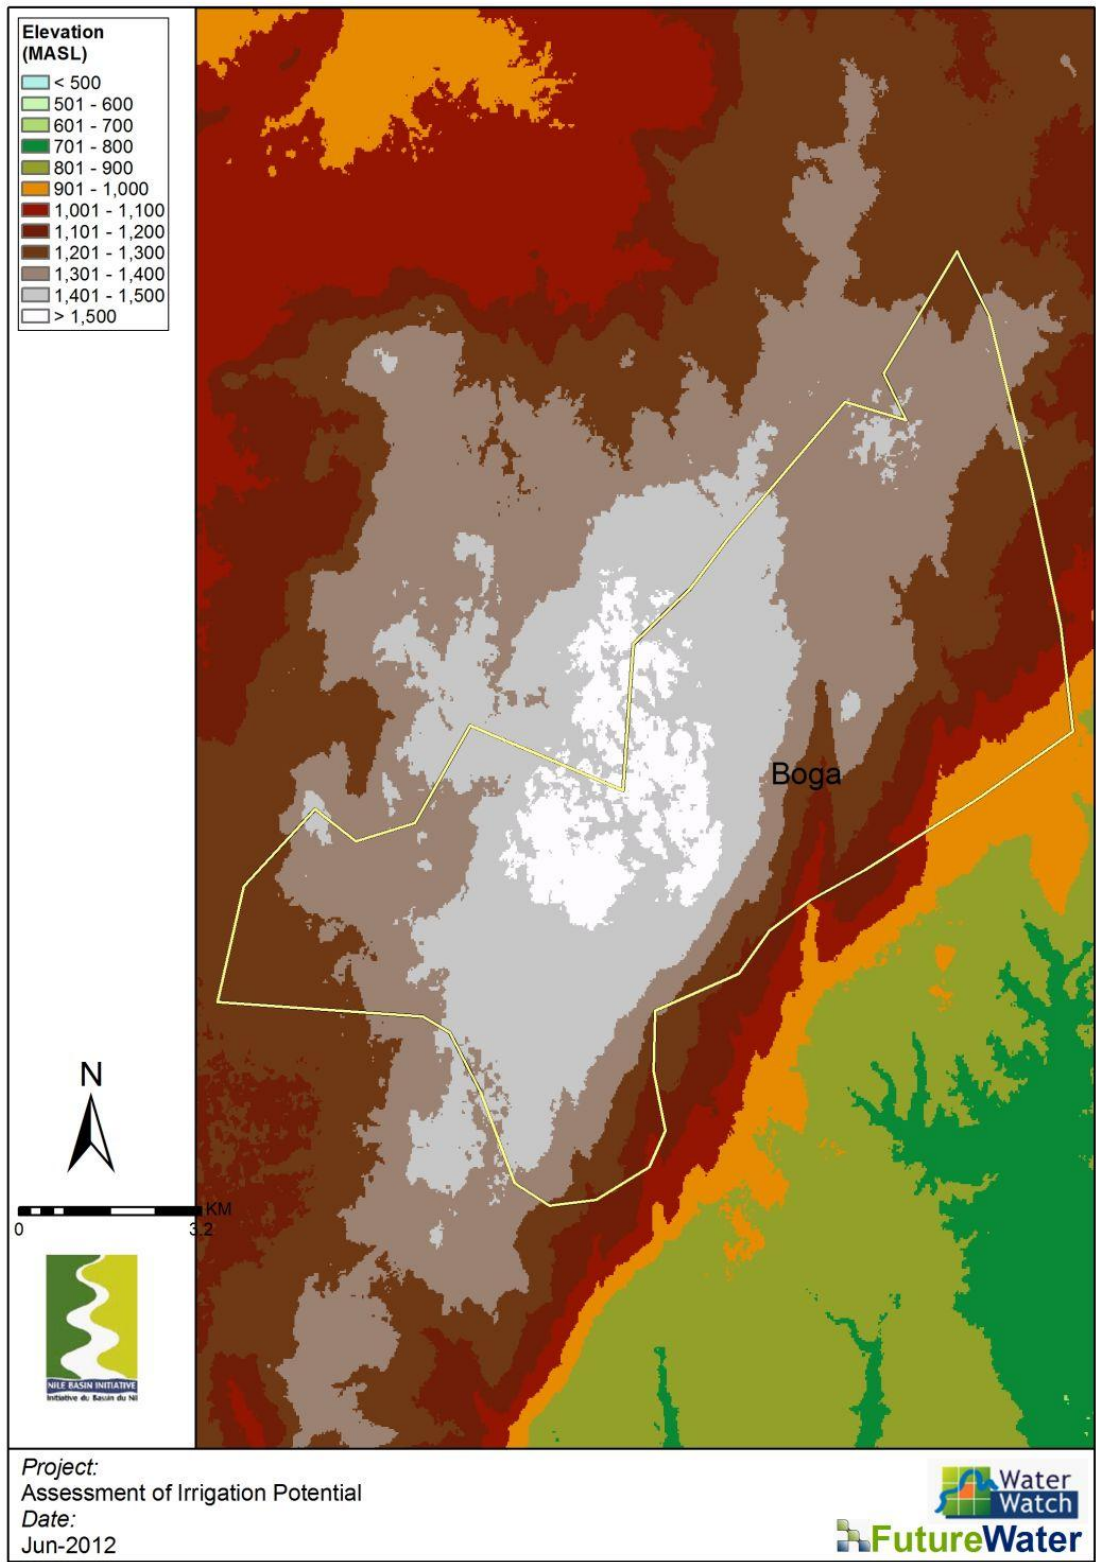 Elevation
(MASL)
< 500
501 - 600
601 - 700
701 - 800
801 - 900
901 - 1,000
1,001 - 1,100
1,101 - 1,200
1,201 - 1,300
1,301 - 1,400
1,401 - 1,500
> 1,500
Boga
N
KM
0 3.2
NILE BASIN INITIATIVE
Initiative du Bassin du Nil
Project:
Assessment of Irrigation Potential
Date:
Jun-2012
Water
Watch
FutureWater